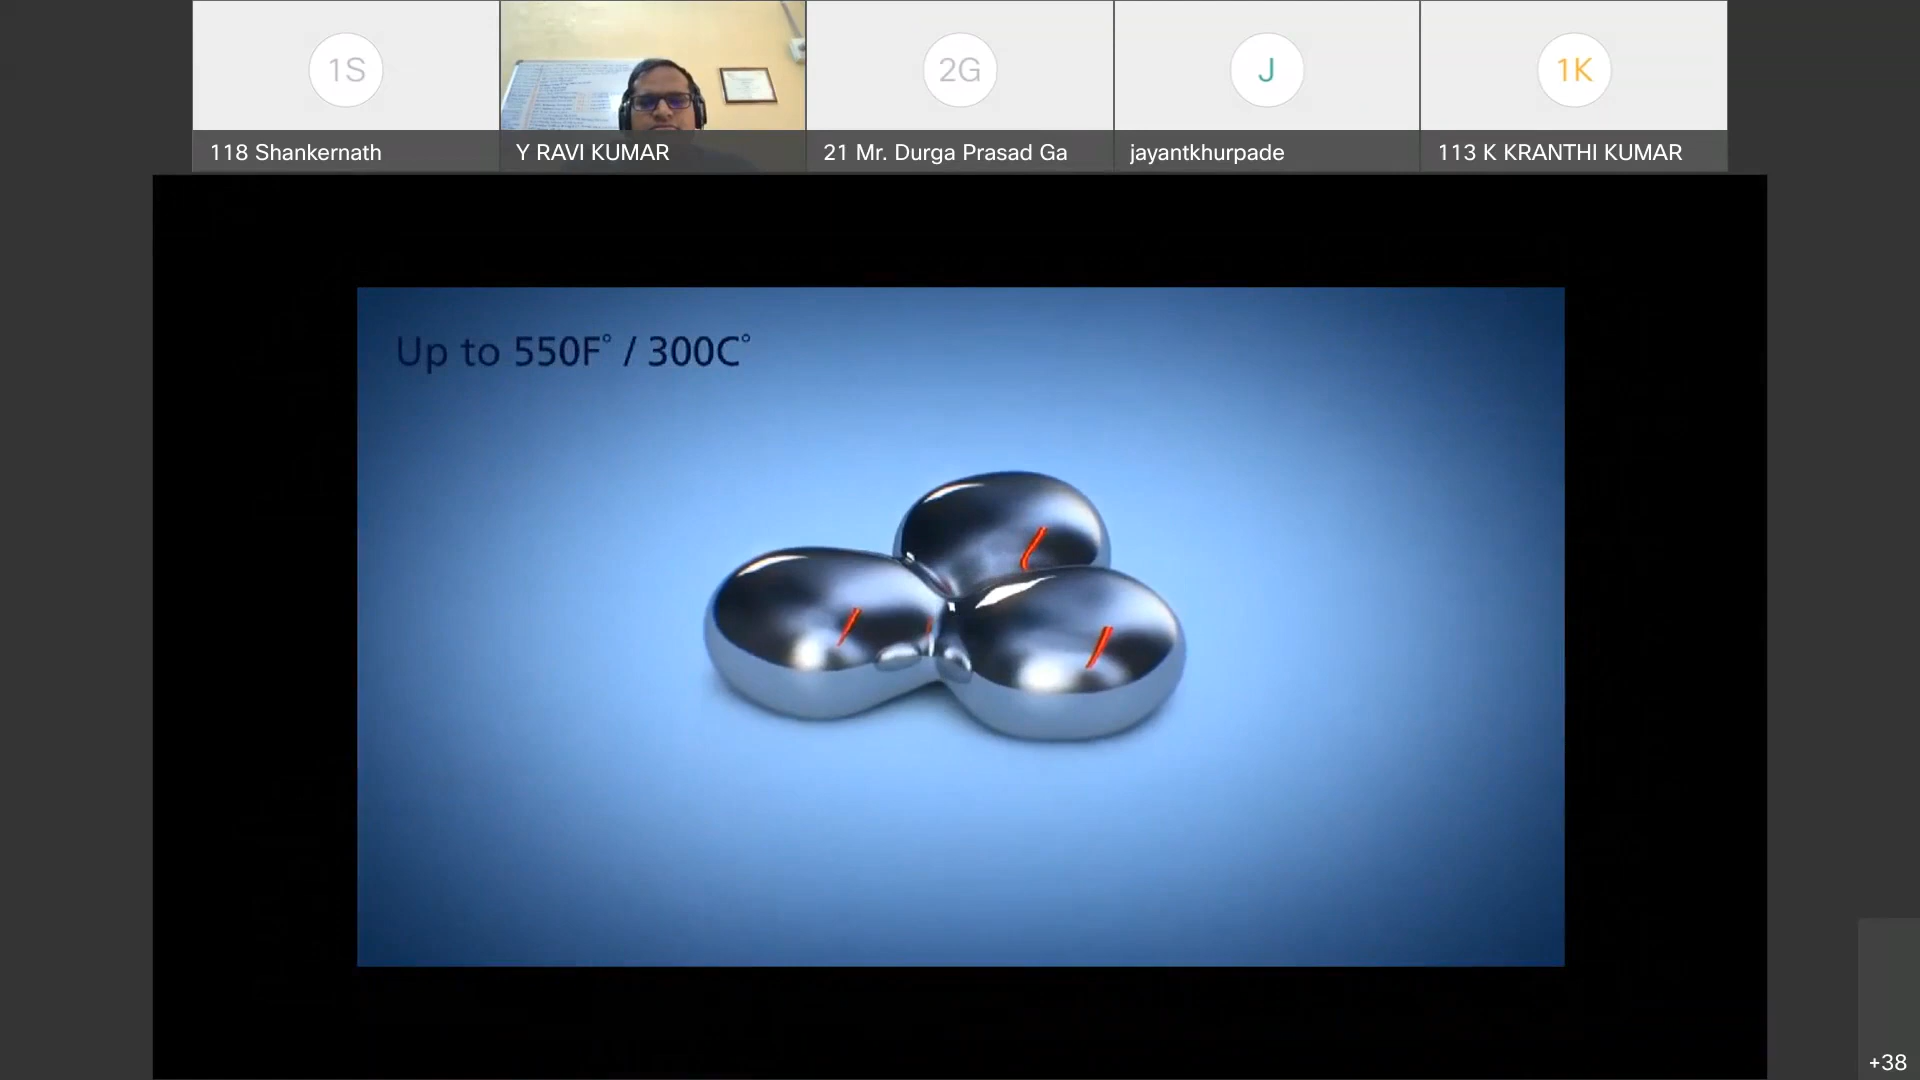 1S
2G
J
1K
118 Shankernath
Y RAVI KUMAR
21 Mr. Durga Prasad Ga
jayantkhurpade
113 K KRANTHI KUMAR
Up to 550F° / 300C°
+38